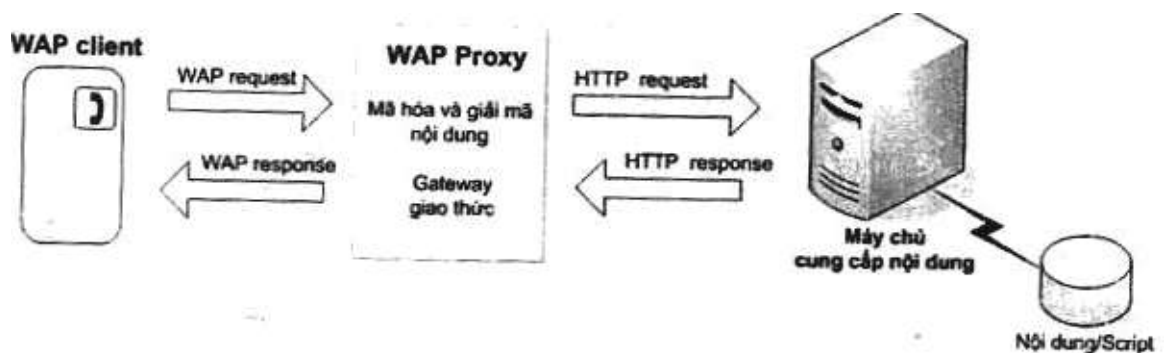 WAP client
WAP request
WAP response
WAP Proxy
Mã hóa và giải mã
nội dung
Gateway
giao thức
HTTP request
HTTP response
Máy chủ
cung cấp nội dung
Nội dung/Script